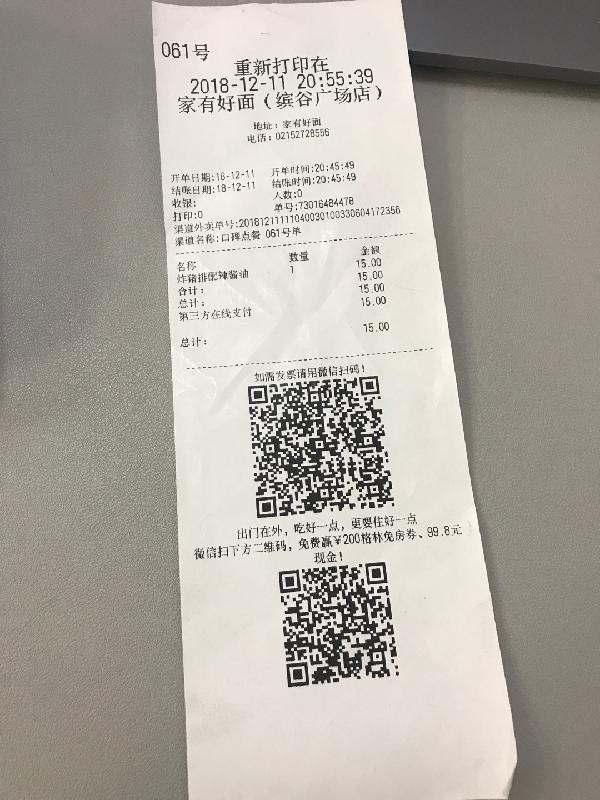 061号
重新打印在
2018-12-11 20:55:39
家有好面（缤谷广场店）
地址：家有好面
电话：02152728556
开单日期:18-12-11 开单时间:20:45:49
结账日期:18-12-11 结账时间:20:45:49
收银: 人数:0
打印:0 单号:73016484478
渠道外卖单号:20181211111040030100330604172356
渠道名称:口碑点餐 061号单
名称 数量 金额
炸猪排配辣酱油 1 15.00
合计: 15.00
总计: 15.00
第三方在线支付 15.00
总计: 15.00
如需发票请用微信扫码！
出门在外，吃好一点，更要住好一点
微信扫下方二维码，免费赢￥200格林免房券、99.8元
现金！